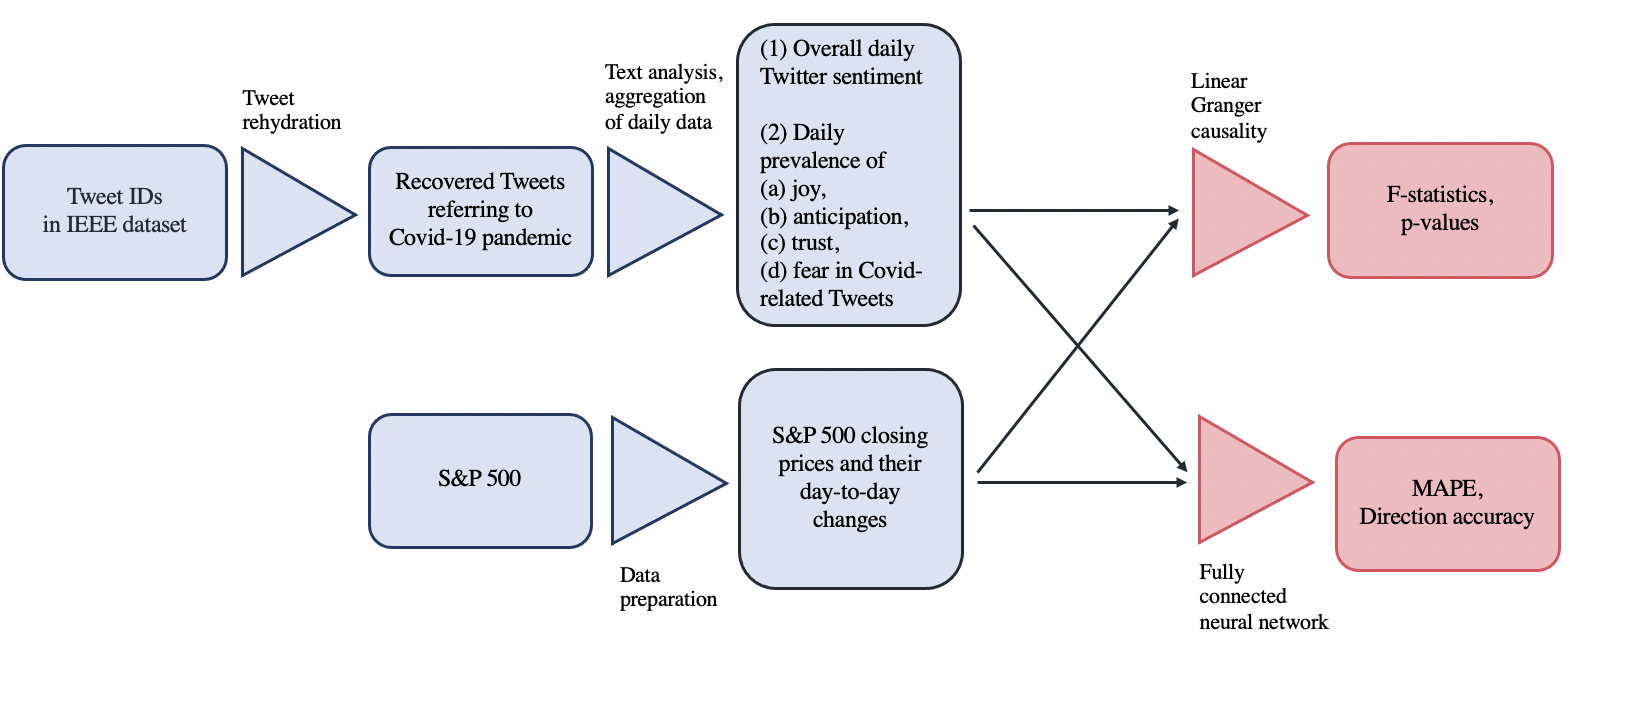 Tweet IDs
in IEEE dataset
Tweet
rehydration
Recovered Tweets
referring to
Covid-19 pandemic
Text analysis,
aggregation
of daily data
(1) Overall daily
Twitter sentiment
(2) Daily
prevalence of
(a) joy,
(b) anticipation,
(c) trust,
(d) fear in Covid-
related Tweets
Linear
Granger
causality
F-statistics,
p-values
S&P 500
Data
preparation
S&P 500 closing
prices and their
day-to-day
changes
Fully
connected
neural network
MAPE,
Direction accuracy